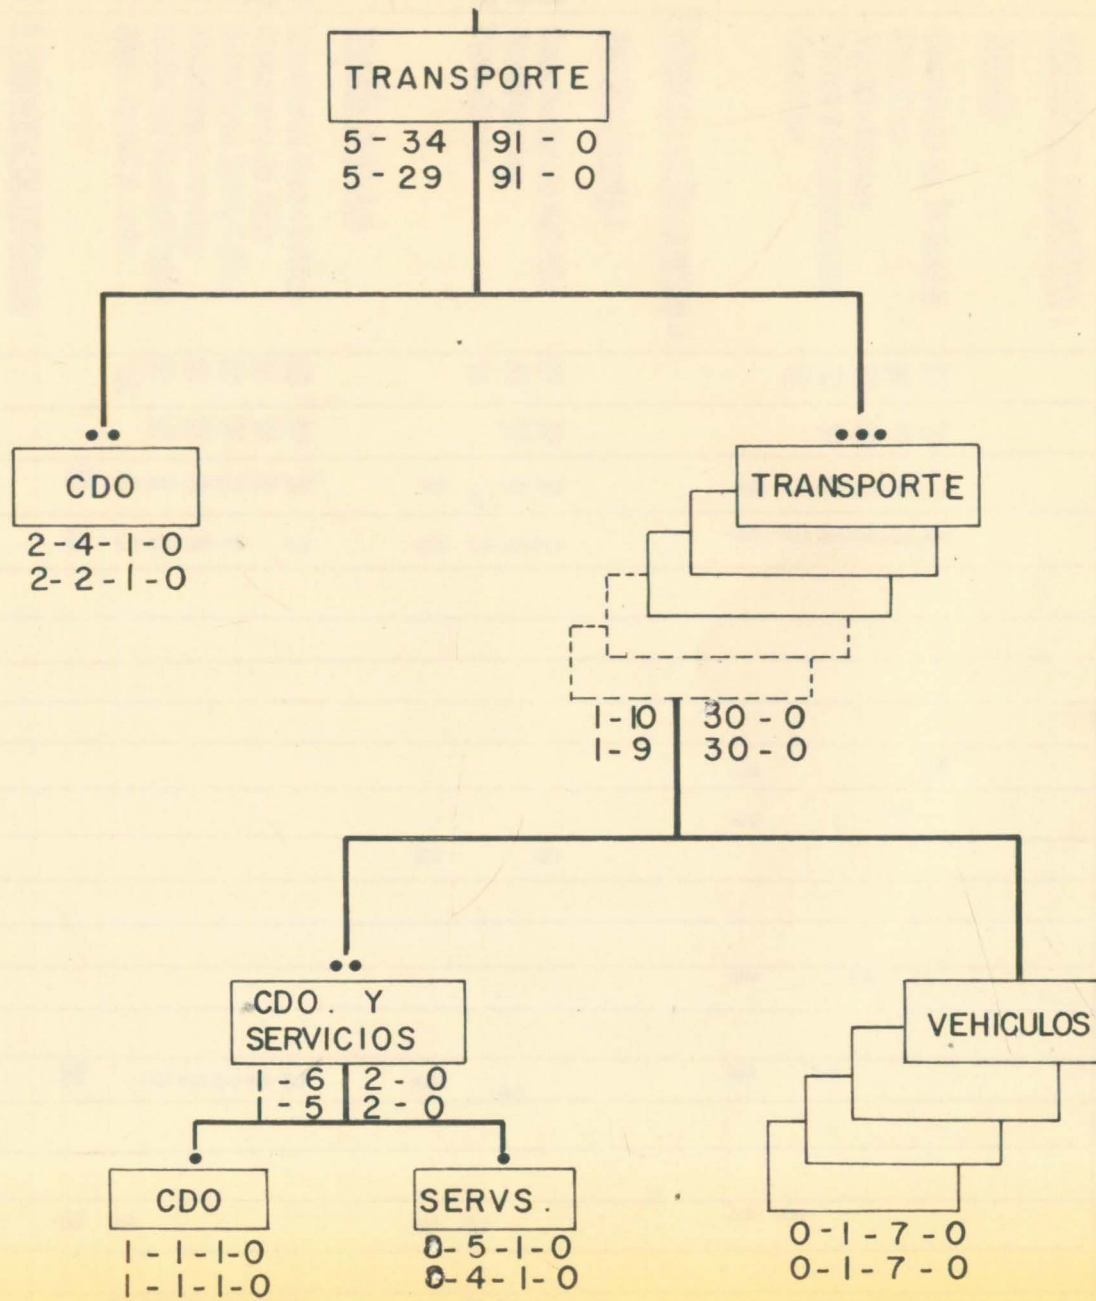 TRANSPORTE
5 - 34 91 - 0
5 - 29 91 - 0
CDO
2 - 4 - 1 - 0
2 - 2 - 1 - 0
TRANSPORTE
1 - 10 30 - 0
1 - 9 30 - 0
CDO. Y
SERVICIOS
1 - 6 2 - 0
1 - 5 2 - 0
VEHICULOS
CDO
1 - 1 - 1 - 0
1 - 1 - 1 - 0
SERVS.
0 - 5 - 1 - 0
0 - 4 - 1 - 0
0 - 1 - 7 - 0
0 - 1 - 7 - 0